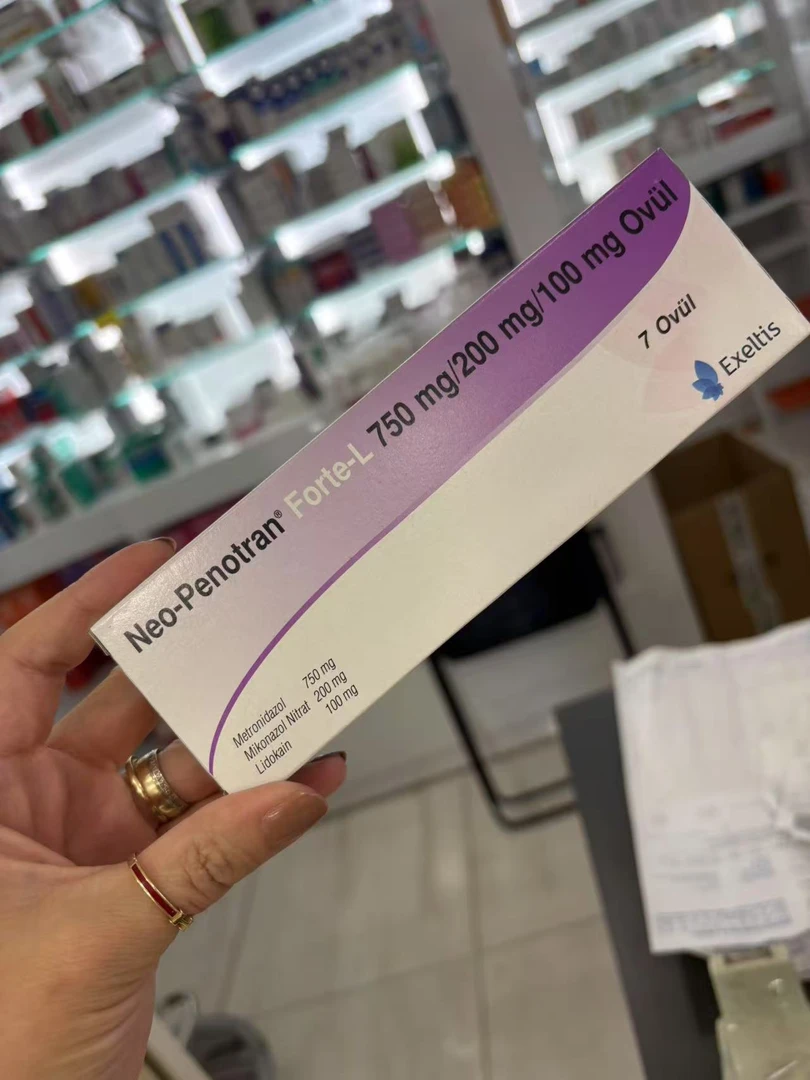 Neo-Penotran® Forte-L 750 mg/200 mg/100 mg Ovül
7 Ovül
Exeltis
Metronidazol 750 mg
Mikonazol Nitrat 200 mg
Lidokain 100 mg